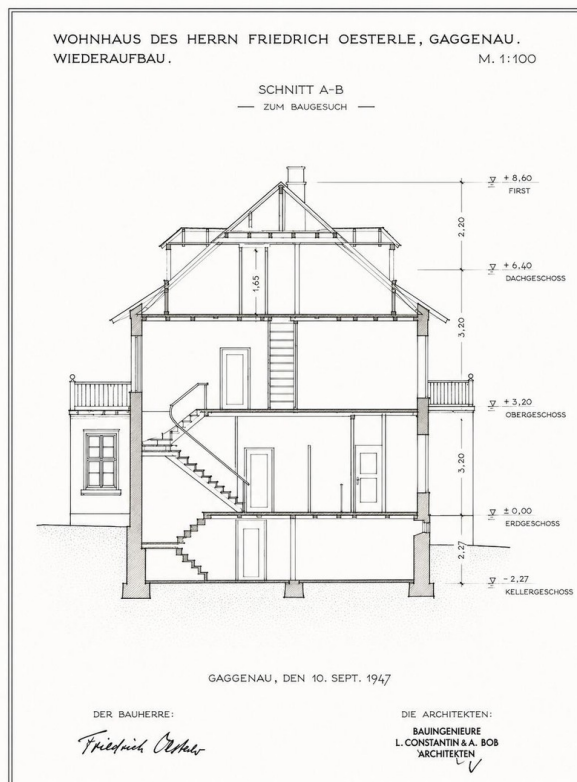 WOHNHAUS DES HERRN FRIEDRICH OESTERLE, GAGGENAU.
WIEDERAUFBAU. M. 1:100
SCHNITT A-B
ZUM BAUGESUCH
+ 8,60
FIRST
2,20
+ 6,40
DACHGESCHOSS
1,65
3,20
+ 3,20
OBERGESCHOSS
3,20
± 0,00
ERDGESCHOSS
2,27
- 2,27
KELLERGESCHOSS
GAGGENAU, DEN 10. SEPT. 1947
DER BAUHERRE: DIE ARCHITEKTEN:
Friedrich Oesterle BAUINGENIEURE
L. CONSTANTIN & A. BOB
'ARCHITEKTEN